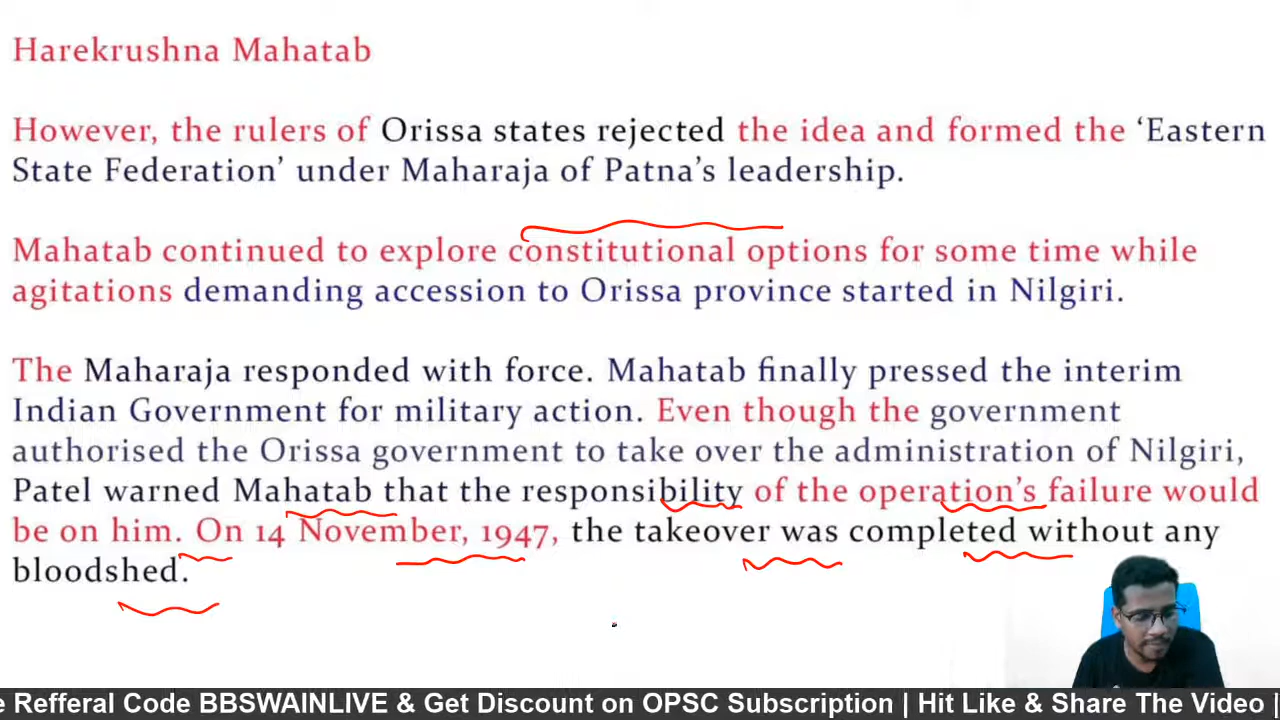 Harekrushna Mahatab
However, the rulers of Orissa states rejected the idea and formed the ‘Eastern
State Federation’ under Maharaja of Patna’s leadership.
Mahatab continued to explore constitutional options for some time while
agitations demanding accession to Orissa province started in Nilgiri.
The Maharaja responded with force. Mahatab finally pressed the interim
Indian Government for military action. Even though the government
authorised the Orissa government to take over the administration of Nilgiri,
Patel warned Mahatab that the responsibility of the operation’s failure would
be on him. On 14 November, 1947, the takeover was completed without any
bloodshed.
e Refferal Code BBSWAINLIVE & Get Discount on OPSC Subscription | Hit Like & Share The Video |